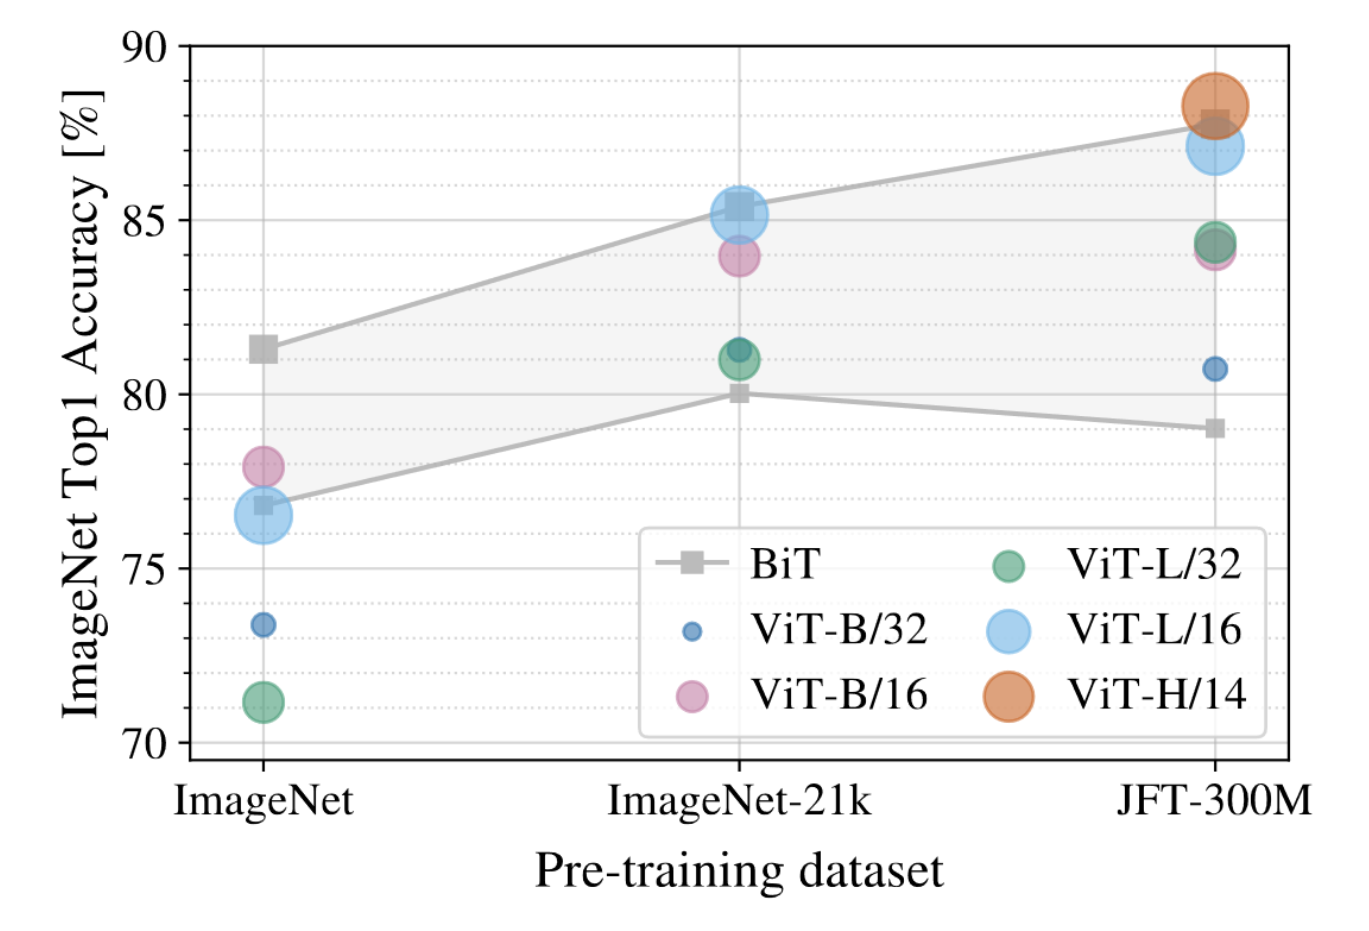 90
85
80
75
70
ImageNet Top1 Accuracy [%]
BiT
ViT-B/32
ViT-B/16
ViT-L/32
ViT-L/16
ViT-H/14
ImageNet
ImageNet-21k
JFT-300M
Pre-training dataset